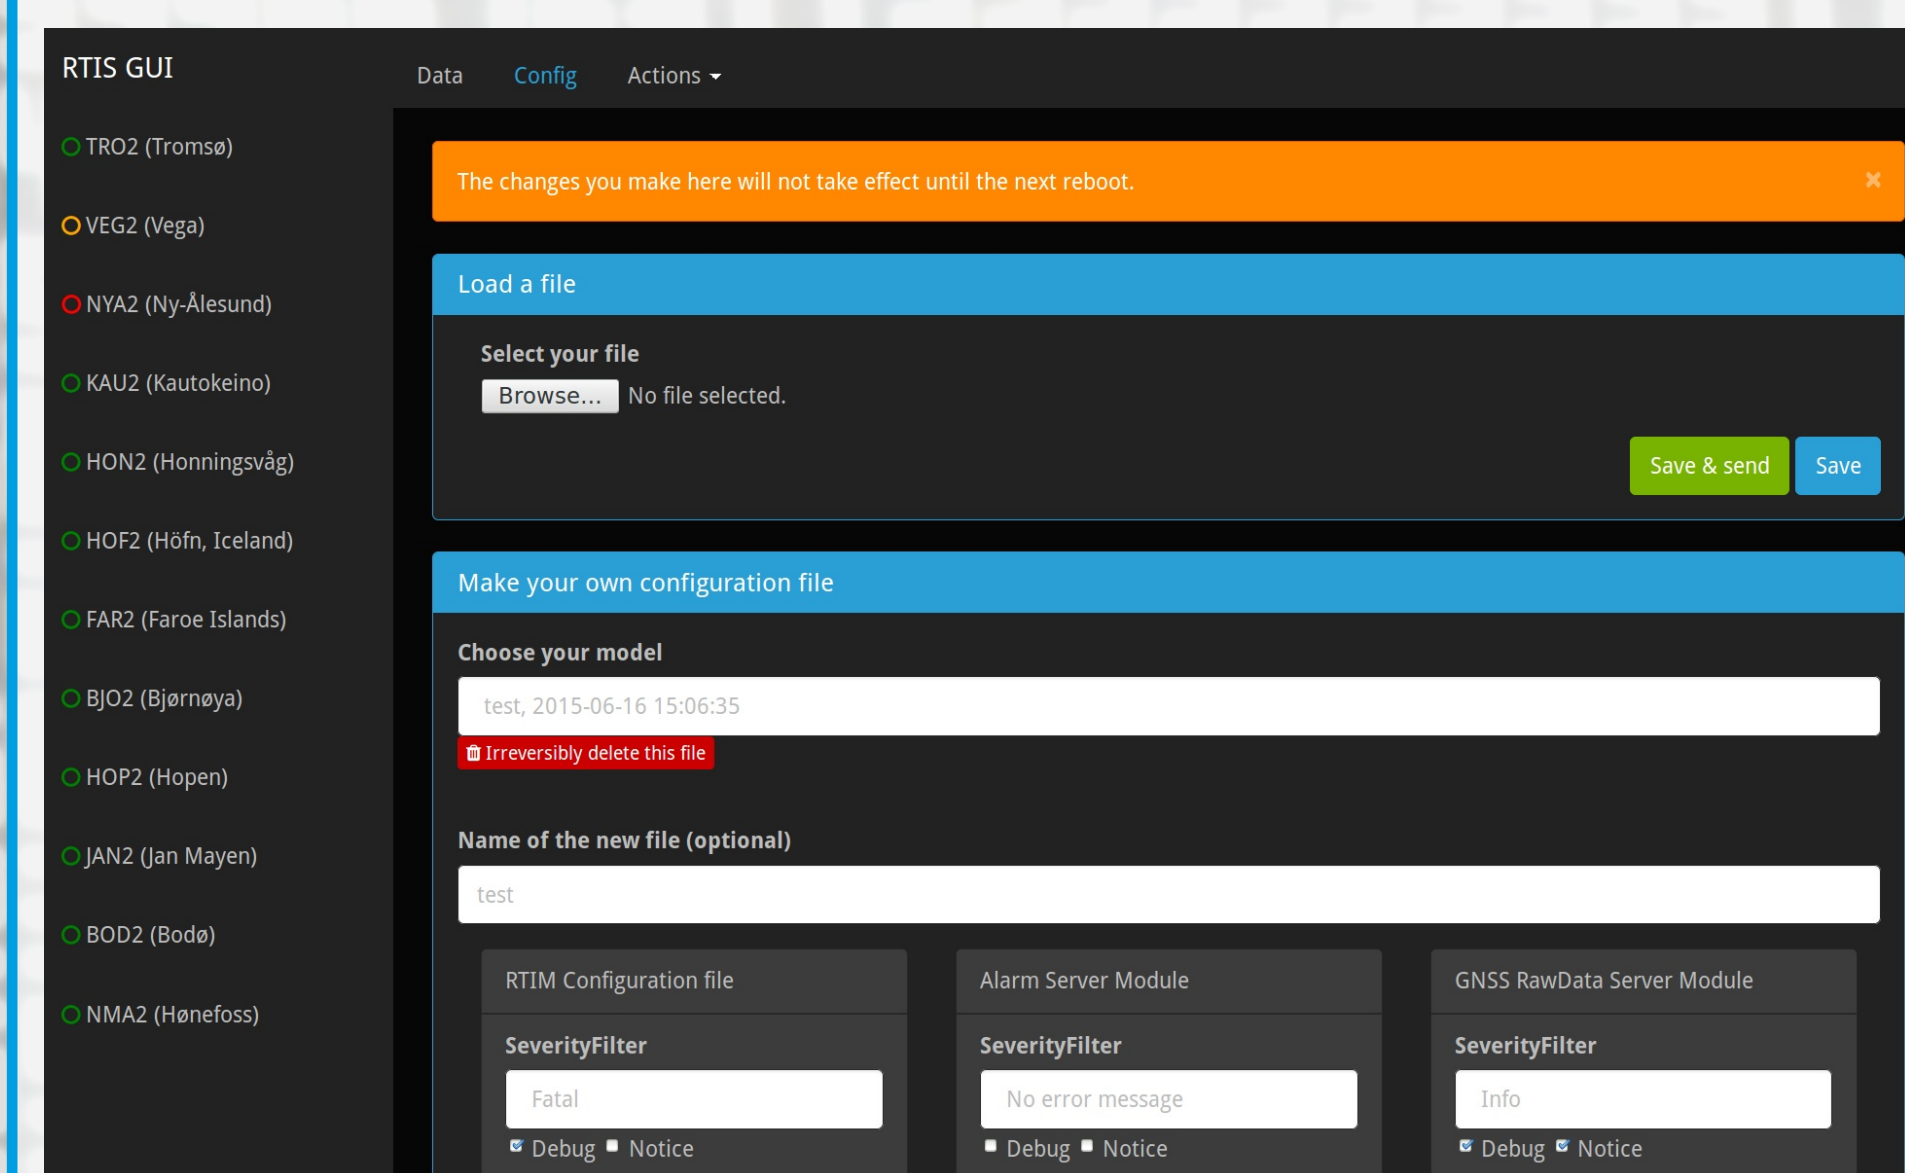 RTIS GUI
Data Config Actions
TRO2 (Tromsø)
VEG2 (Vega)
NYA2 (Ny-Ålesund)
KAU2 (Kautokeino)
HON2 (Honningsvåg)
HOF2 (Höfn, Iceland)
FAR2 (Faroe Islands)
BJO2 (Bjørnøya)
HOP2 (Hopen)
JAN2 (Jan Mayen)
BOD2 (Bodø)
NMA2 (Hønefoss)
The changes you make here will not take effect until the next reboot. ×
Load a file
Select your file
Browse... No file selected.
Save & send Save
Make your own configuration file
Choose your model
test, 2015-06-16 15:06:35
Irreversibly delete this file
Name of the new file (optional)
test
RTIM Configuration file
SeverityFilter
Fatal
Debug Notice
Alarm Server Module
SeverityFilter
No error message
Debug Notice
GNSS RawData Server Module
SeverityFilter
Info
Debug Notice